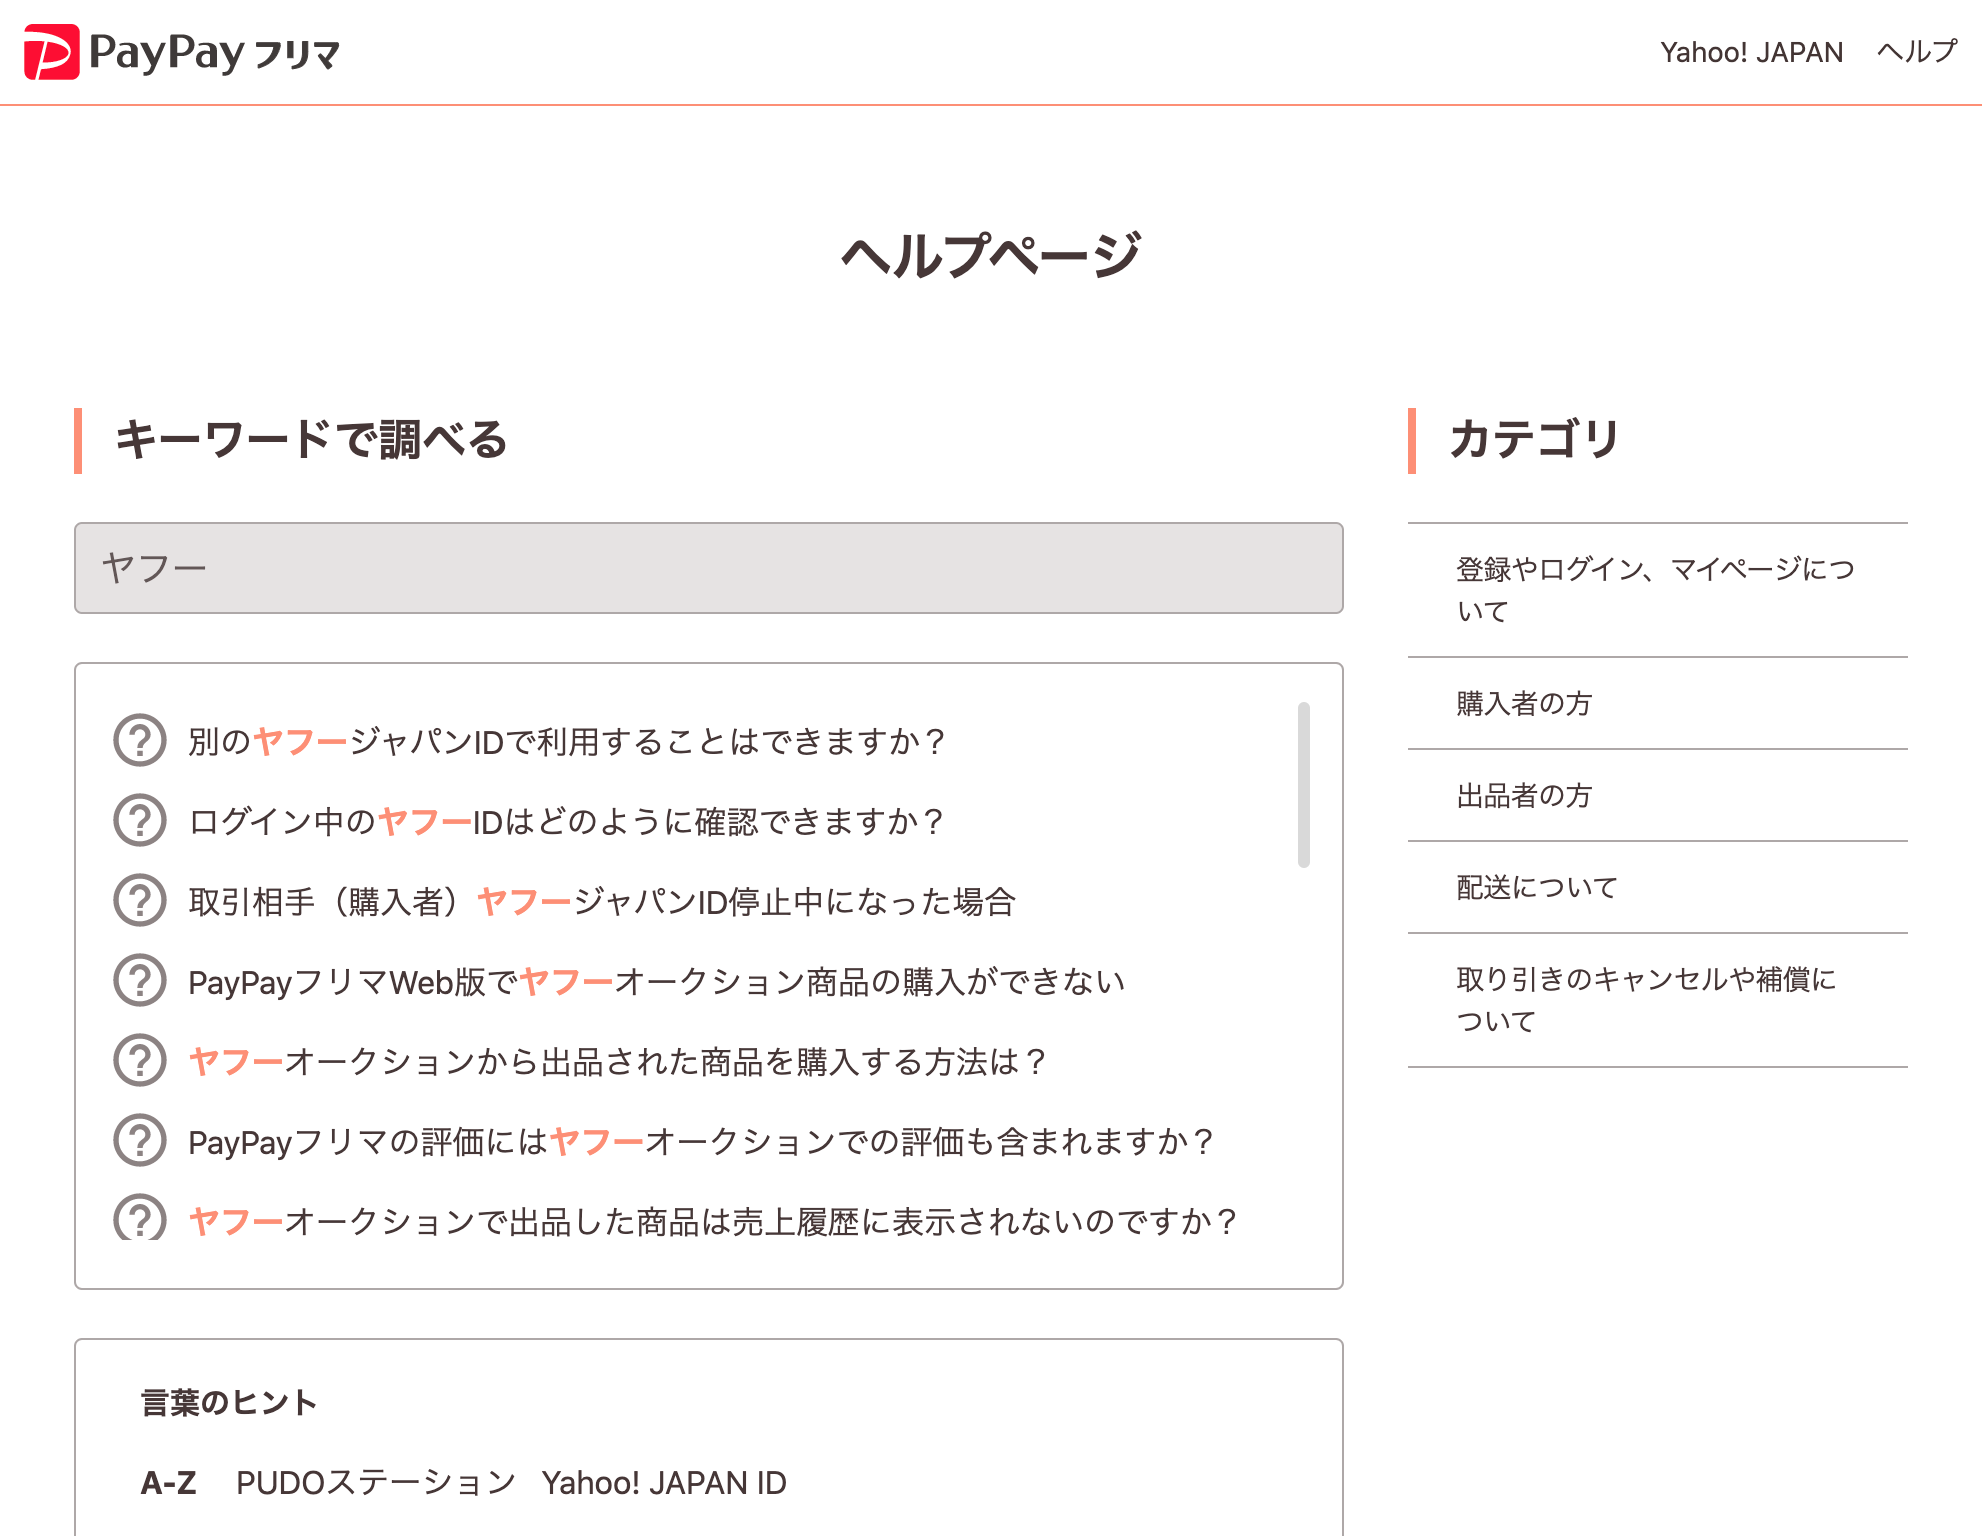 PayPay フリマ
Yahoo! JAPAN ヘルプ
ヘルプページ
キーワードで調べる
ヤフー
別のヤフージャパンIDで利用することはできますか？
ログイン中のヤフーIDはどのように確認できますか？
取引相手（購入者）ヤフージャパンID停止中になった場合
PayPayフリマWeb版でヤフーオークション商品の購入ができない
ヤフーオークションから出品された商品を購入する方法は？
PayPayフリマの評価にはヤフーオークションでの評価も含まれますか？
ヤフーオークションで出品した商品は売上履歴に表示されないのですか？
言葉のヒント
A-Z PUDOステーション Yahoo! JAPAN ID
カテゴリ
登録やログイン、マイページにつ
いて
購入者の方
出品者の方
配送について
取り引きのキャンセルや補償に
ついて